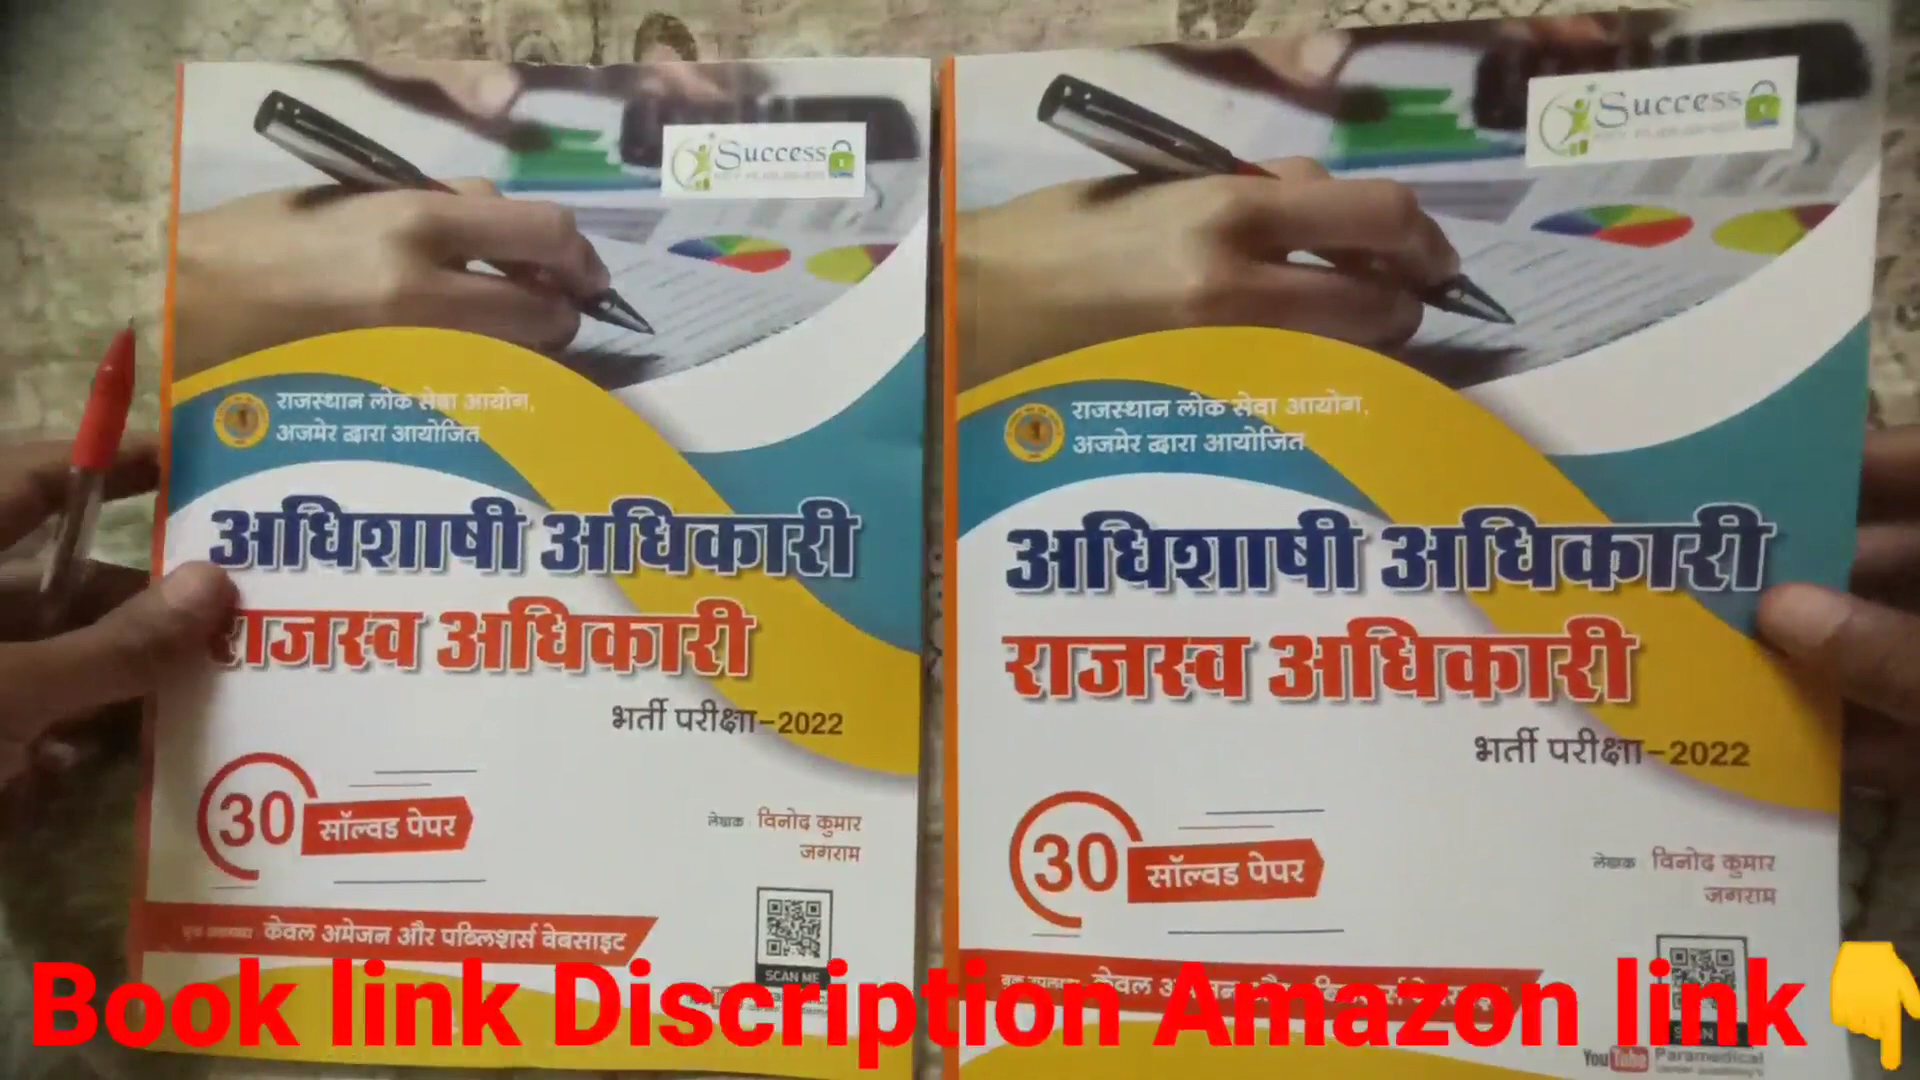 Success
राजस्थान लोक सेवा आयोग,
अजमेर द्वारा आयोजित
अधिशाषी अधिकारी
राजस्व अधिकारी
भर्ती परीक्षा-2022
30
सॉल्वड पेपर
लेखक : विनोद कुमार
जगराम
केवल अमेजन और पब्लिशर्स वेबसाइट
SCAN ME
Success
राजस्थान लोक सेवा आयोग,
अजमेर द्वारा आयोजित
अधिशाषी अधिकारी
राजस्व अधिकारी
भर्ती परीक्षा-2022
30
सॉल्वड पेपर
लेखक : विनोद कुमार
जगराम
केवल
SCAN
YouTube Paramedical
Book link Discription Amazon link